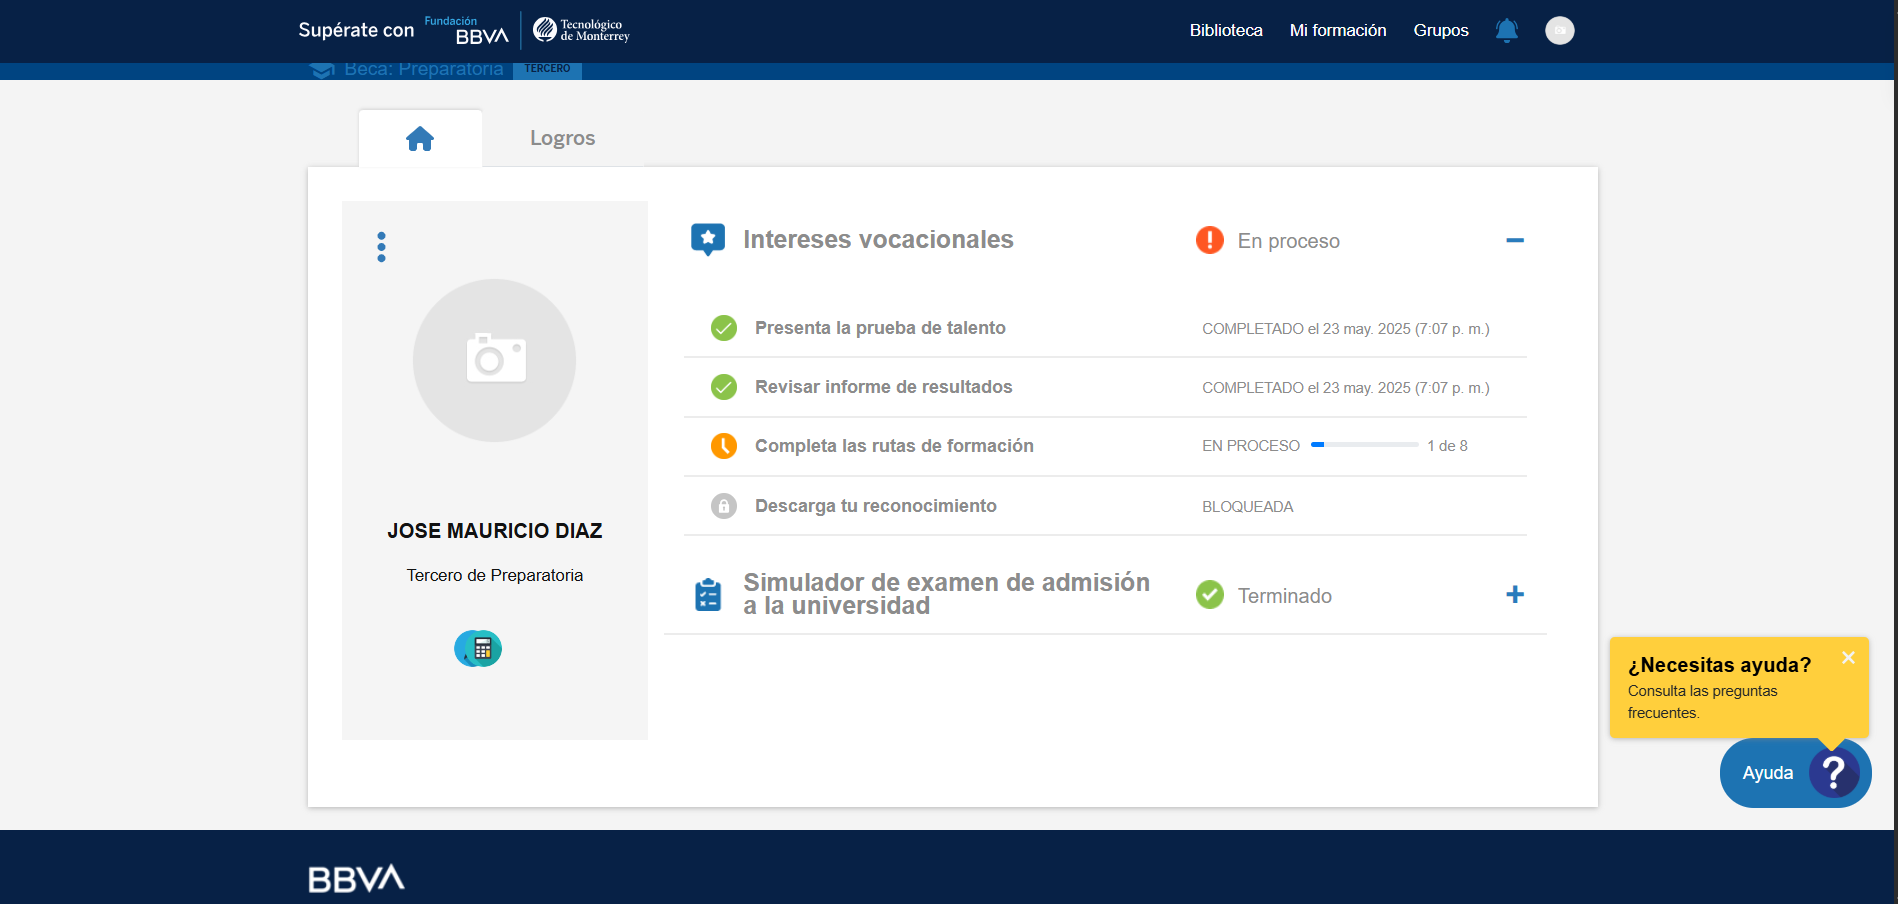 Supérate con Fundación BBVA Tecnológico de Monterrey
Biblioteca Mi formación Grupos
Beca: Preparatoria TERCERO
Logros
JOSE MAURICIO DIAZ
Tercero de Preparatoria
Intereses vocacionales En proceso
Presenta la prueba de talento COMPLETADO el 23 may. 2025 (7:07 p. m.)
Revisar informe de resultados COMPLETADO el 23 may. 2025 (7:07 p. m.)
Completa las rutas de formación EN PROCESO 1 de 8
Descarga tu reconocimiento BLOQUEADA
Simulador de examen de admisión
a la universidad Terminado
¿Necesitas ayuda?
Consulta las preguntas
frecuentes.
Ayuda ?
BBVA